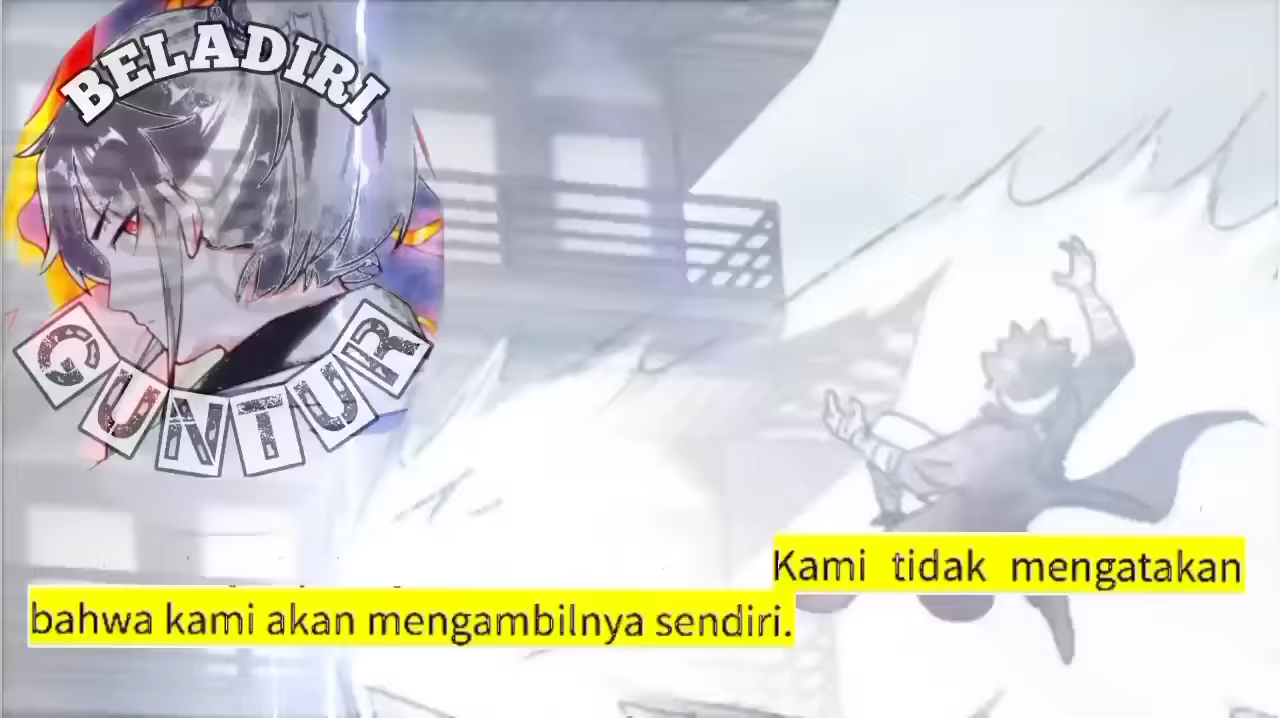 BELADIRI
GUNTUR
Kami tidak mengatakan
bahwa kami akan mengambilnya sendiri.